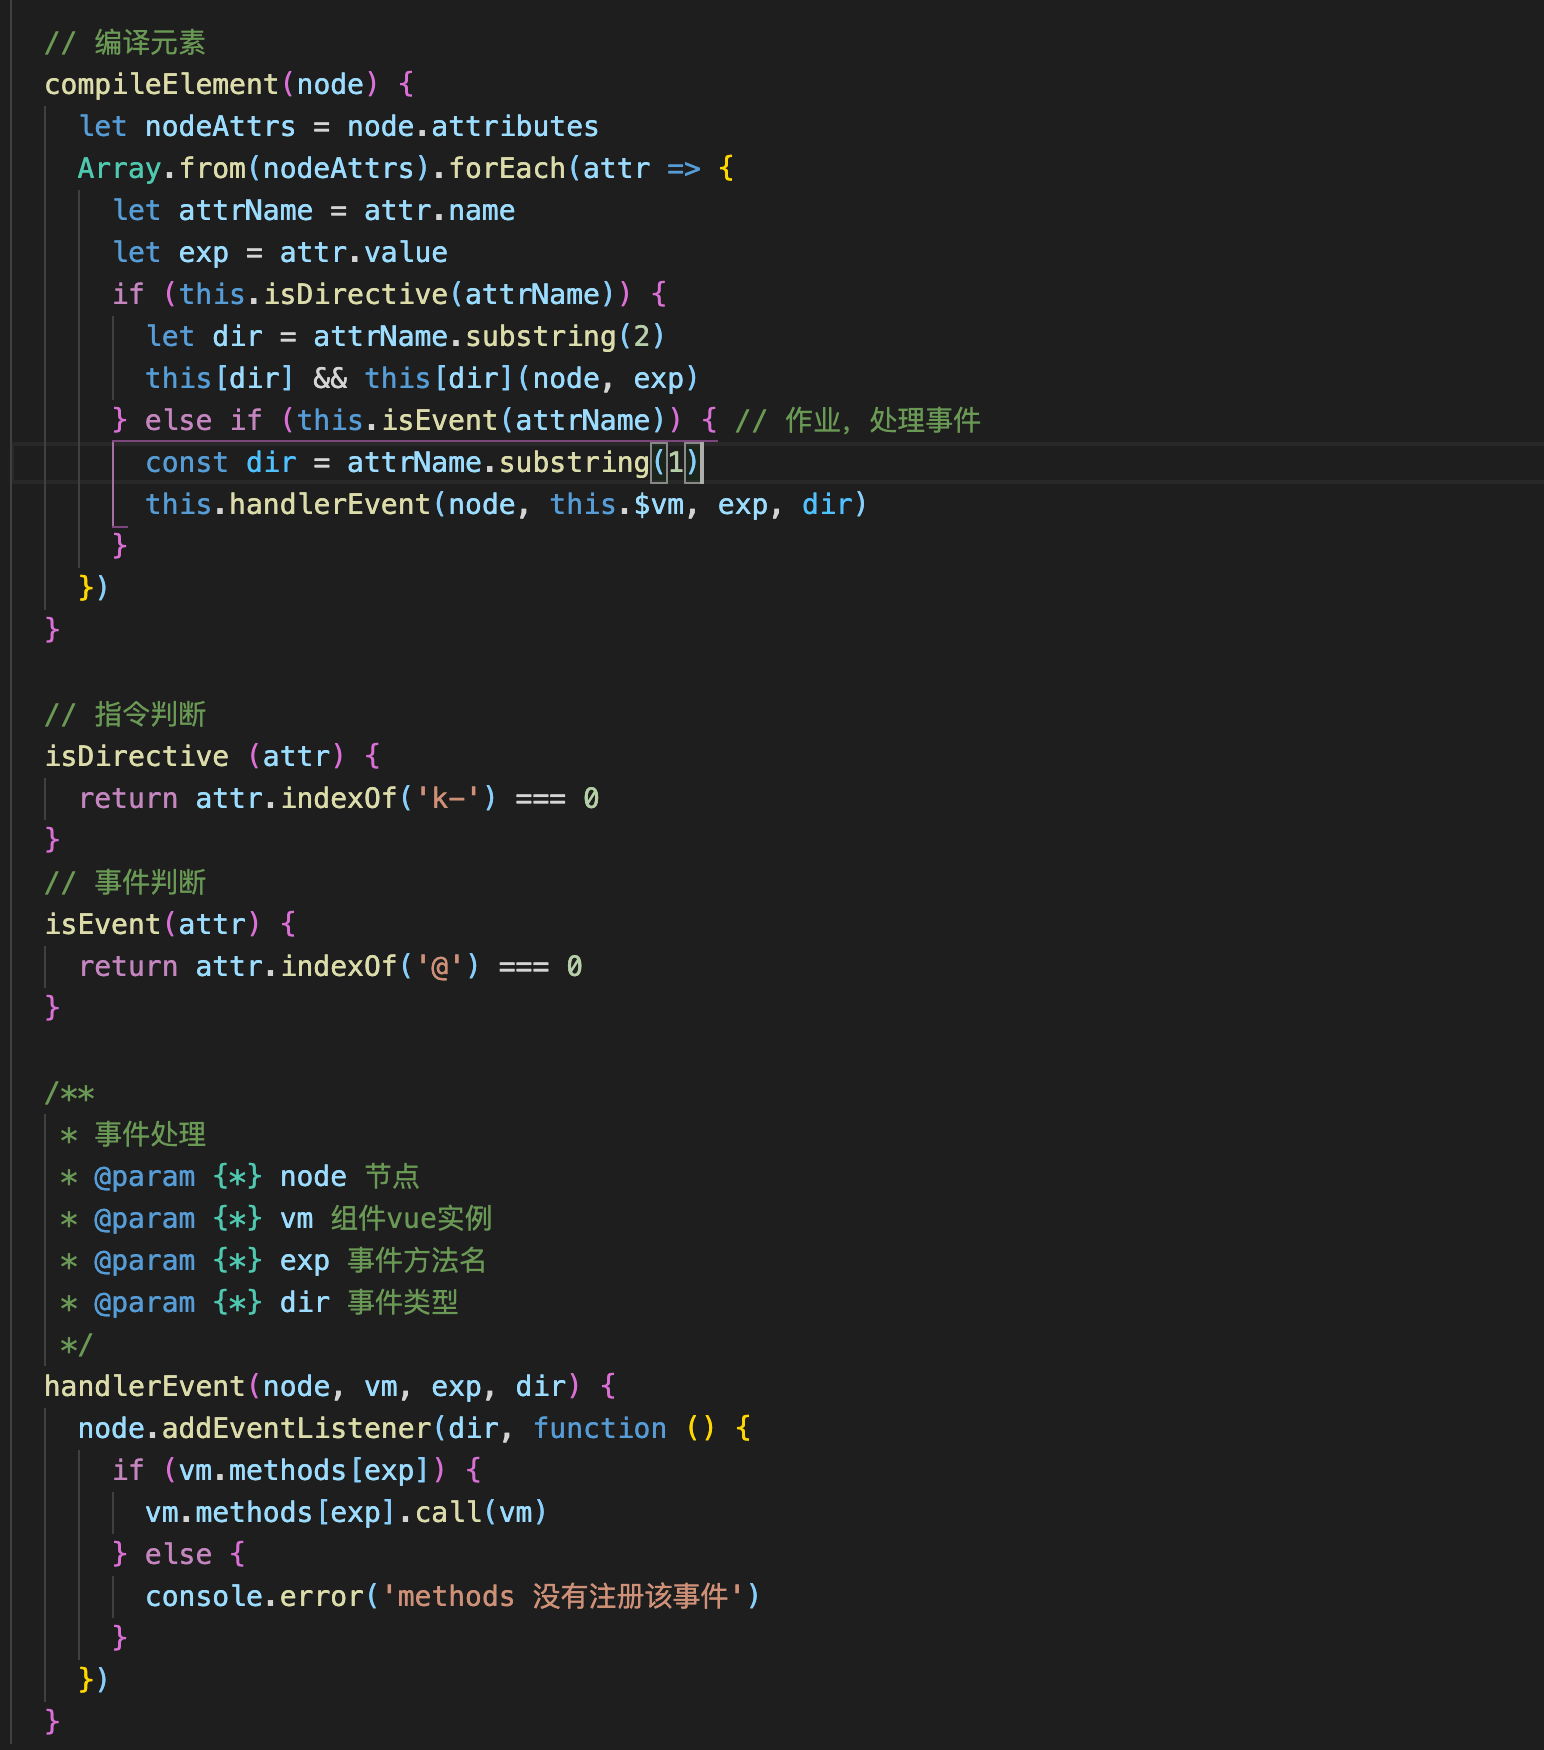 // 编译元素
compileElement(node) {
  let nodeAttrs = node.attributes
  Array.from(nodeAttrs).forEach(attr => {
    let attrName = attr.name
    let exp = attr.value
    if (this.isDirective(attrName)) {
      let dir = attrName.substring(2)
      this[dir] && this[dir](node, exp)
    } else if (this.isEvent(attrName)) { // 作业，处理事件
      const dir = attrName.substring(1)
      this.handlerEvent(node, this.$vm, exp, dir)
    }
  })
}

// 指令判断
isDirective (attr) {
  return attr.indexOf('k-') === 0
}
// 事件判断
isEvent(attr) {
  return attr.indexOf('@') === 0
}

/**
 * 事件处理
 * @param {*} node 节点
 * @param {*} vm 组件vue实例
 * @param {*} exp 事件方法名
 * @param {*} dir 事件类型
 */
handlerEvent(node, vm, exp, dir) {
  node.addEventListener(dir, function () {
    if (vm.methods[exp]) {
      vm.methods[exp].call(vm)
    } else {
      console.error('methods 没有注册该事件')
    }
  })
}